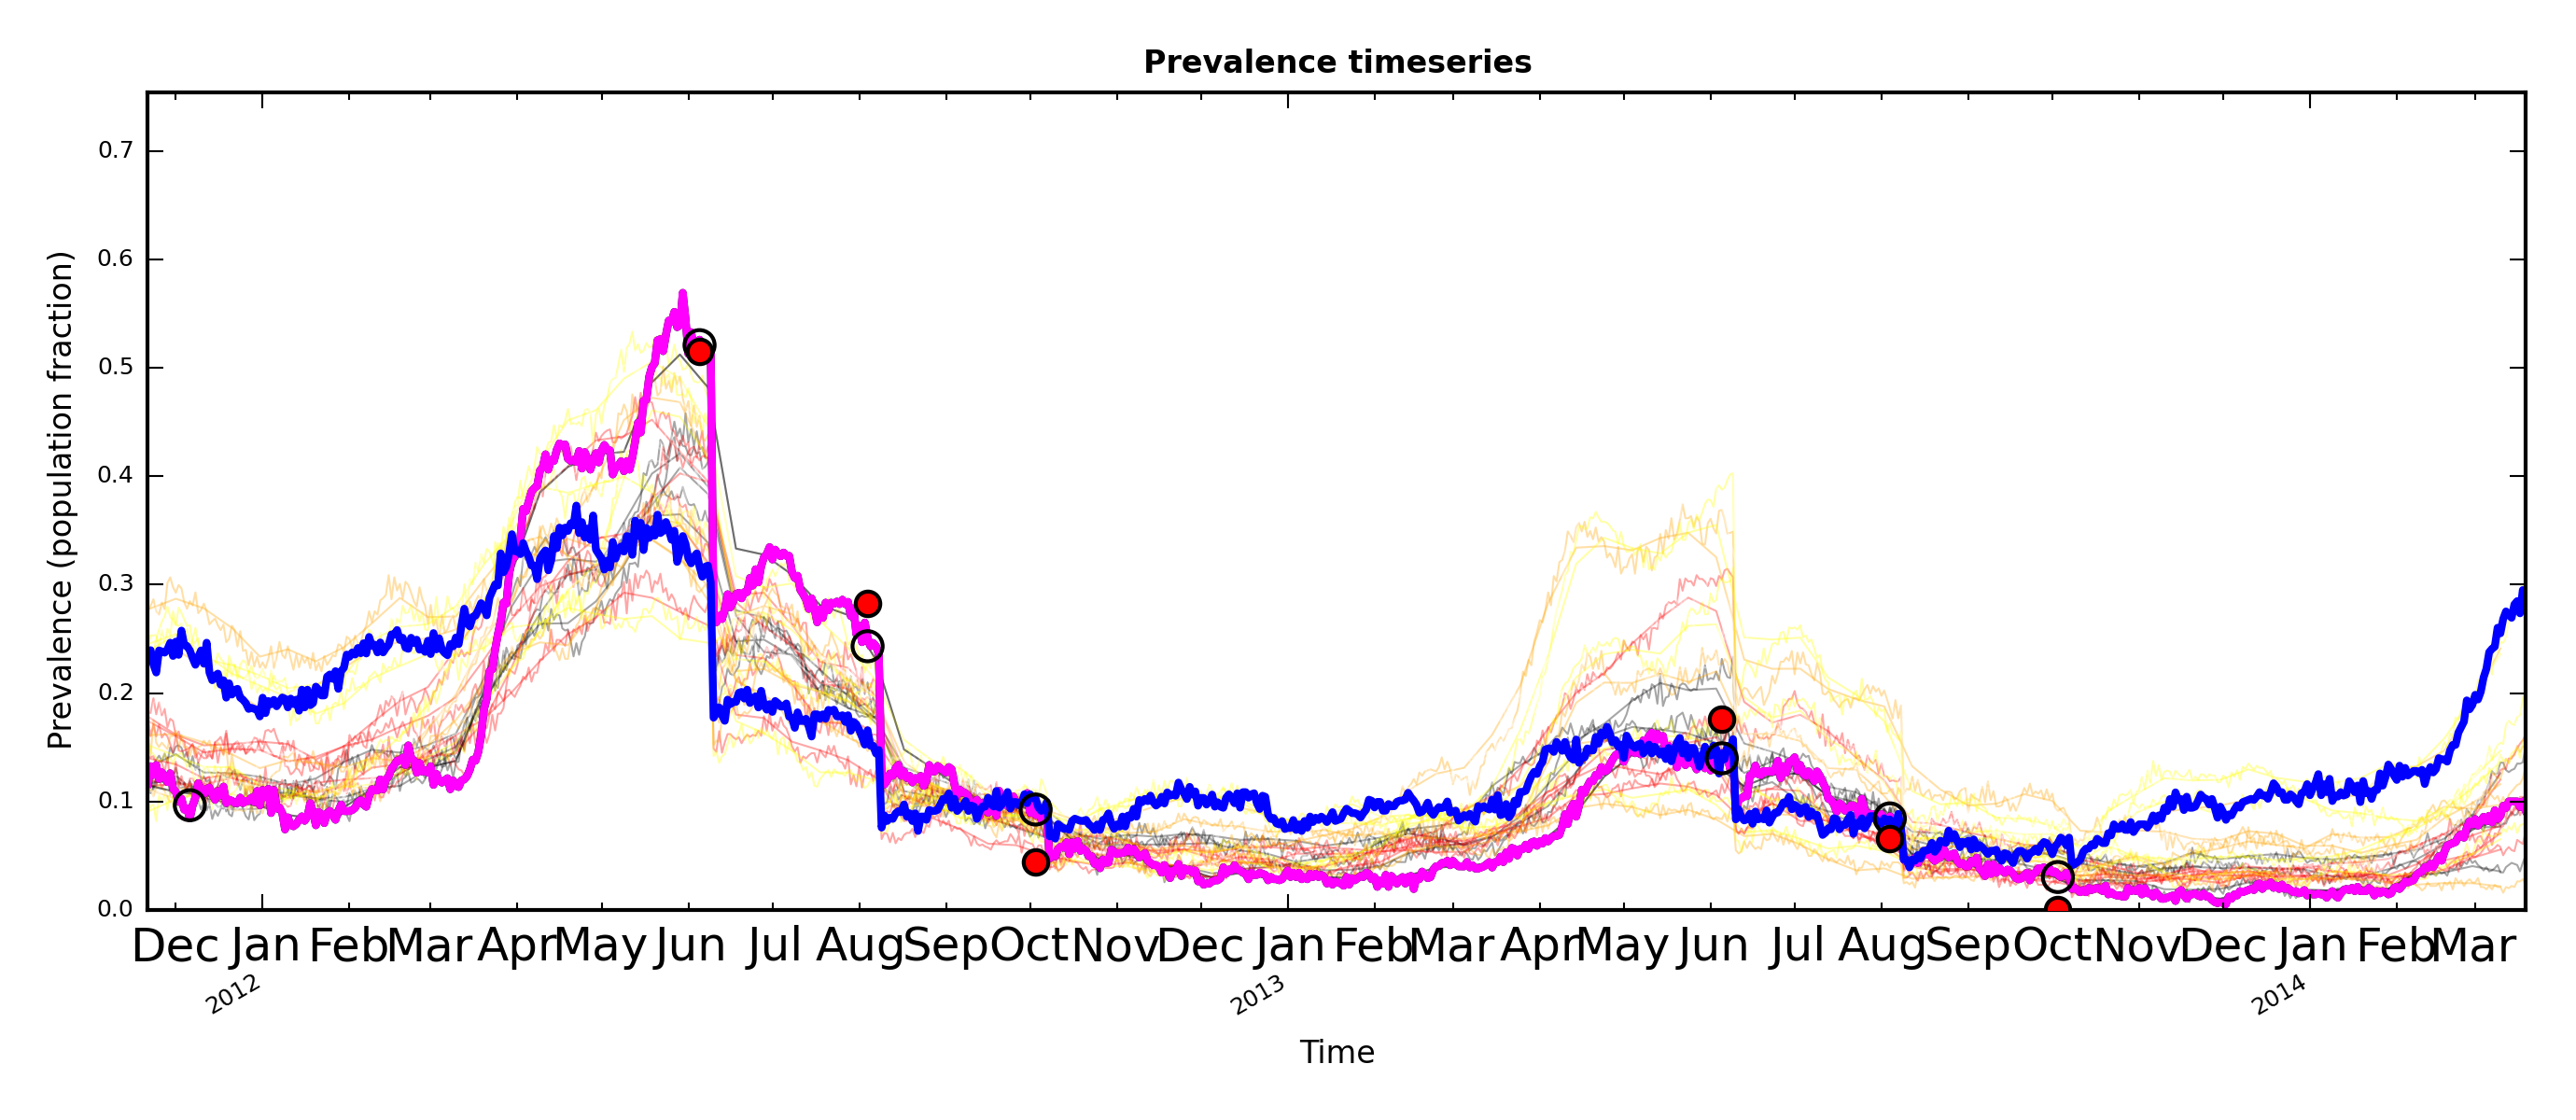 Prevalence timeseries
Prevalence (population fraction)
0.7
0.6
0.5
0.4
0.3
0.2
0.1
0.0
Dec Jan Feb Mar Apr May Jun Jul Aug Sep Oct Nov Dec Jan Feb Mar Apr May Jun Jul Aug Sep Oct Nov Dec Jan Feb Mar
2012 2013 2014
Time